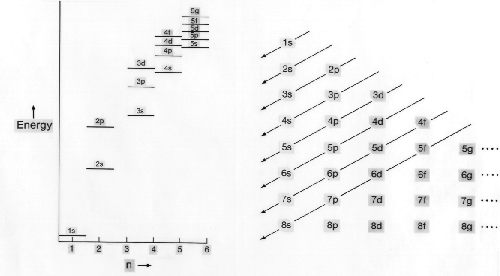 5g
5f
5d
4f 5p
4d 5s
4p
3d 4s
3p
3s
Energy
2p
2s
1s
1 2 3 4 5 6
n
1s
2s 2p
3s 3p 3d
4s 4p 4d 4f
5s 5p 5d 5f 5g ....
6s 6p 6d 6f 6g ....
7s 7p 7d 7f 7g ....
8s 8p 8d 8f 8g ....